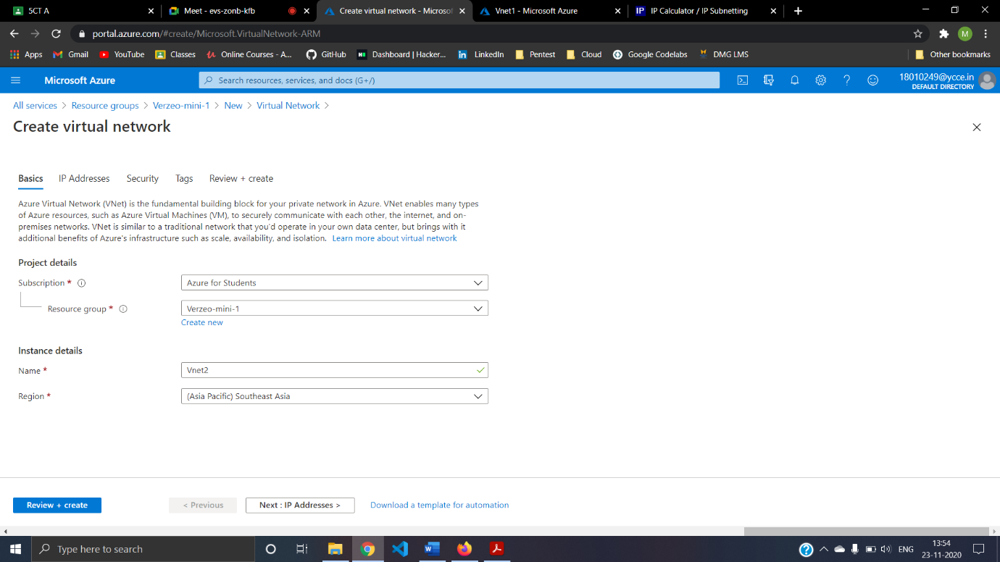 5CT A
Meet - evs-zonb-kfb
Create virtual network - Microsof
Vnet1 - Microsoft Azure
IP
IP Calculator / IP Subnetting
portal.azure.com/#create/Microsoft.VirtualNetwork-ARM
M
Apps
Gmail
YouTube
Classes
Online Courses - A...
GitHub
Dashboard | Hacker...
LinkedIn
Pentest
Cloud
Google Codelabs
DMG LMS
Other bookmarks
Microsoft Azure
Search resources, services, and docs (G+/)
18010249@ycce.in
DEFAULT DIRECTORY
All services > Resource groups > Verzeo-mini-1 > New > Virtual Network >
Create virtual network
Basics
IP Addresses
Security
Tags
Review + create
Azure Virtual Network (VNet) is the fundamental building block for your private network in Azure. VNet enables many types
of Azure resources, such as Azure Virtual Machines (VM), to securely communicate with each other, the internet, and on-
premises networks. VNet is similar to a traditional network that you'd operate in your own data center, but brings with it
additional benefits of Azure's infrastructure such as scale, availability, and isolation. Learn more about virtual network
Project details
Subscription *
Azure for Students
Resource group *
Verzeo-mini-1
Create new
Instance details
Name *
Vnet2
Region *
(Asia Pacific) Southeast Asia
Review + create
< Previous
Next : IP Addresses >
Download a template for automation
Type here to search
ENG
13:54
23-11-2020